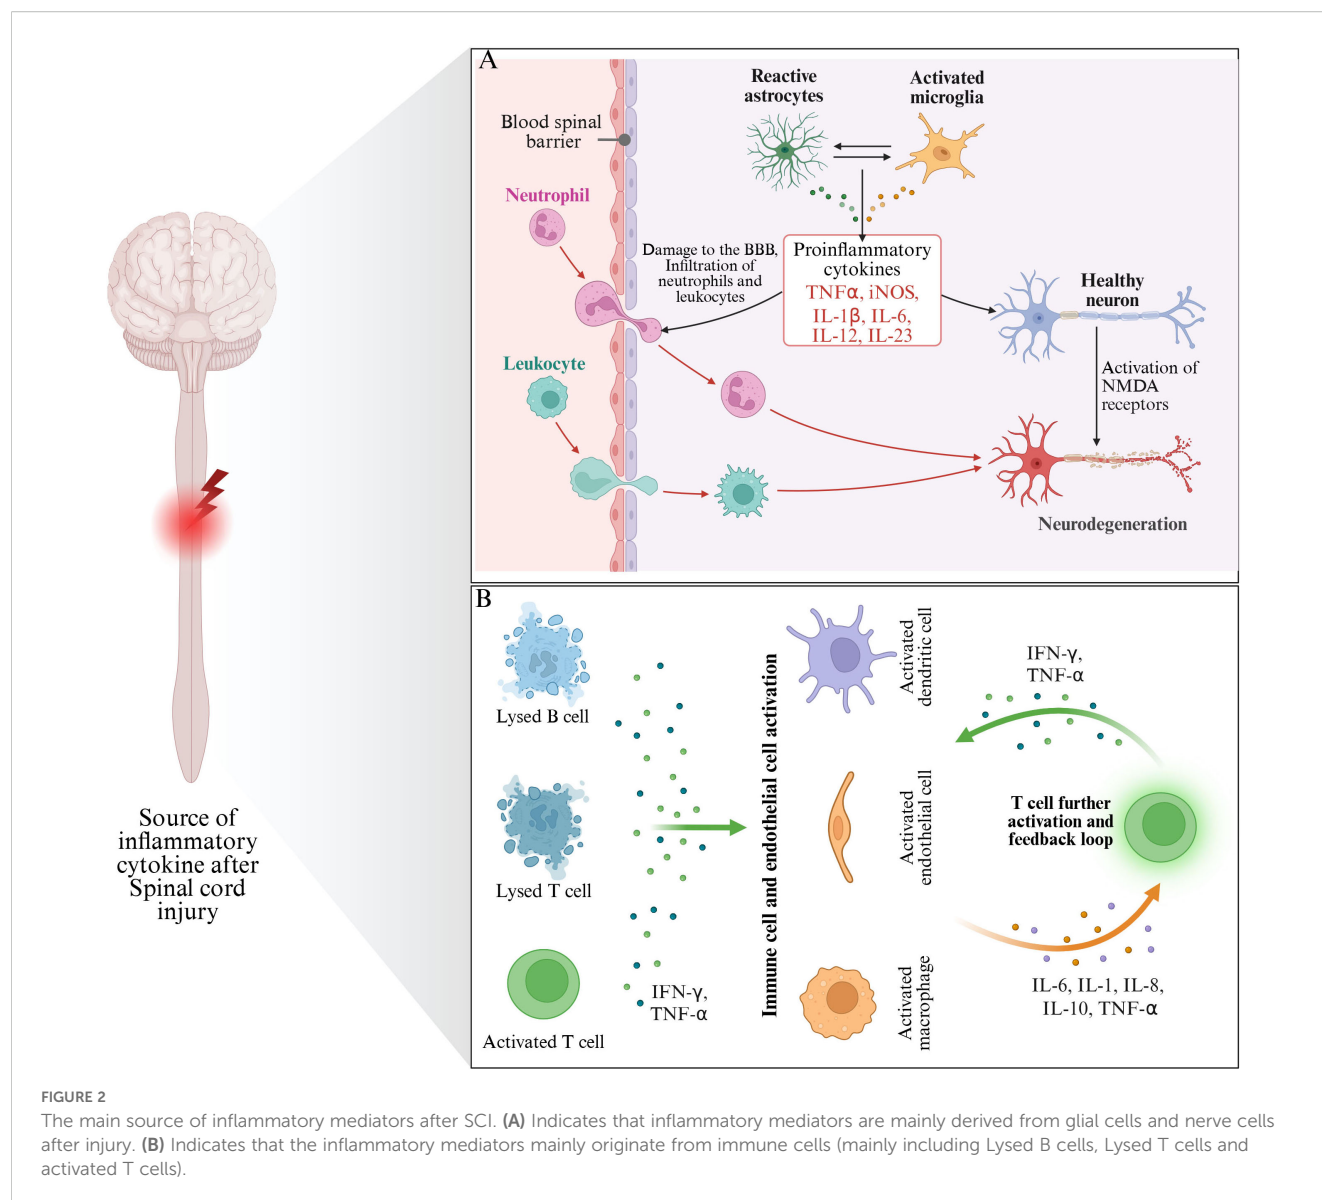 A
Reactive
astrocytes
Activated
microglia
Blood spinal
barrier
Neutrophil
Damage to the BBB,
Infiltration of
neutrophils and
leukocytes
Proinflammatory
cytokines
TNFα, iNOS,
IL-1β, IL-6,
IL-12, IL-23
Healthy
neuron
Leukocyte
Activation of
NMDA
receptors
Neurodegeneration
Source of
inflammatory
cytokine after
Spinal cord
injury
B
Lysed B cell
Lysed T cell
Activated T cell
IFN-γ,
TNF-α
Immune cell and endothelial cell activation
Activated
dendritic cell
Activated
endothelial cell
Activated
macrophage
IFN-γ,
TNF-α
T cell further
activation and
feedback loop
IL-6, IL-1, IL-8,
IL-10, TNF-α
FIGURE 2
The main source of inflammatory mediators after SCI. (A) Indicates that inflammatory mediators are mainly derived from glial cells and nerve cells
after injury. (B) Indicates that the inflammatory mediators mainly originate from immune cells (mainly including Lysed B cells, Lysed T cells and
activated T cells).